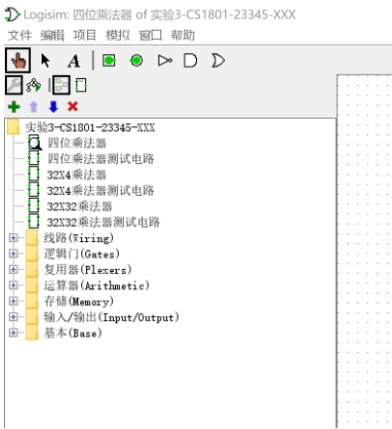 Logisim: 四位乘法器 of 实验3-CS1801-23345-XXX
文件 编辑 项目 模拟 窗口 帮助
A
实验3-CS1801-23345-XXX
四位乘法器
四位乘法器测试电路
32X4乘法器
32X4乘法器测试电路
32X32乘法器
32X32乘法器测试电路
线路(Wiring)
逻辑门(Gates)
复用器(Plexers)
运算器(Arithmetic)
存储(Memory)
输入/输出(Input/Output)
基本(Base)